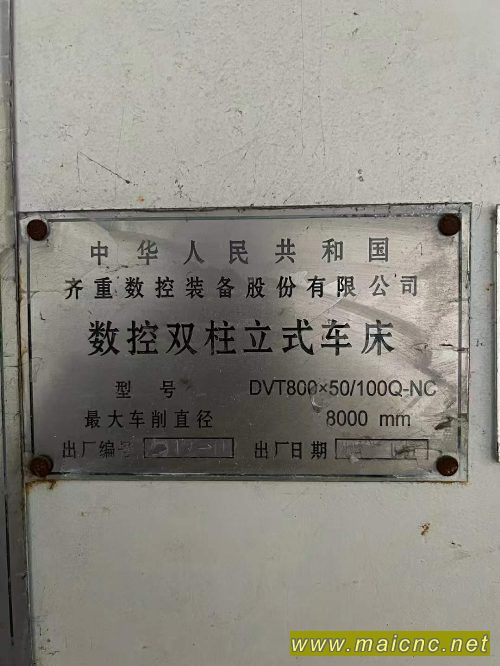 中华人民共和国
齐重数控装备股份有限公司
数控双柱立式车床
型号 DVT800×50/100Q-NC
最大车削直径 8000 mm
出厂编号 出厂日期
www.maicnc.net